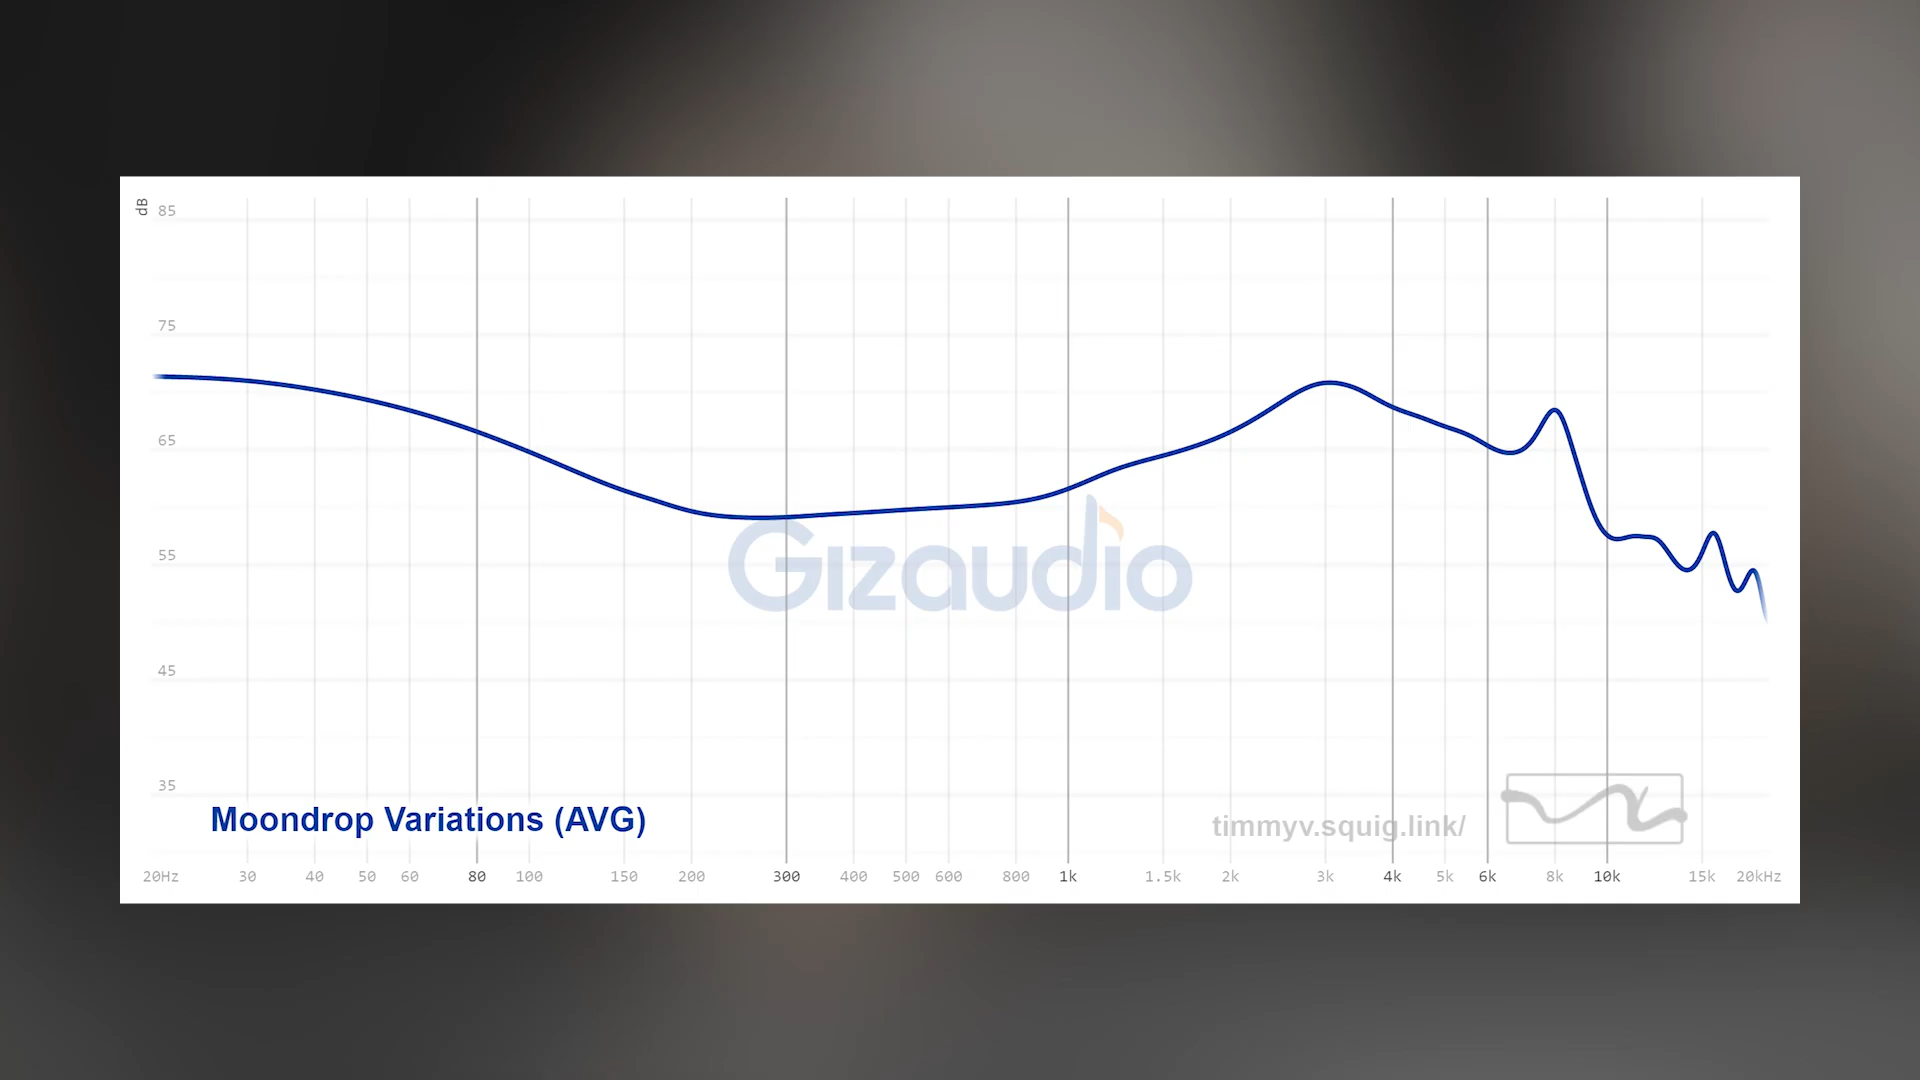 dB
85
75
65
55
45
35
Gizaudio
Moondrop Variations (AVG)
timmyv.squig.link/
20Hz 30 40 50 60 80 100 150 200 300 400 500 600 800 1k 1.5k 2k 3k 4k 5k 6k 8k 10k 15k 20kHz